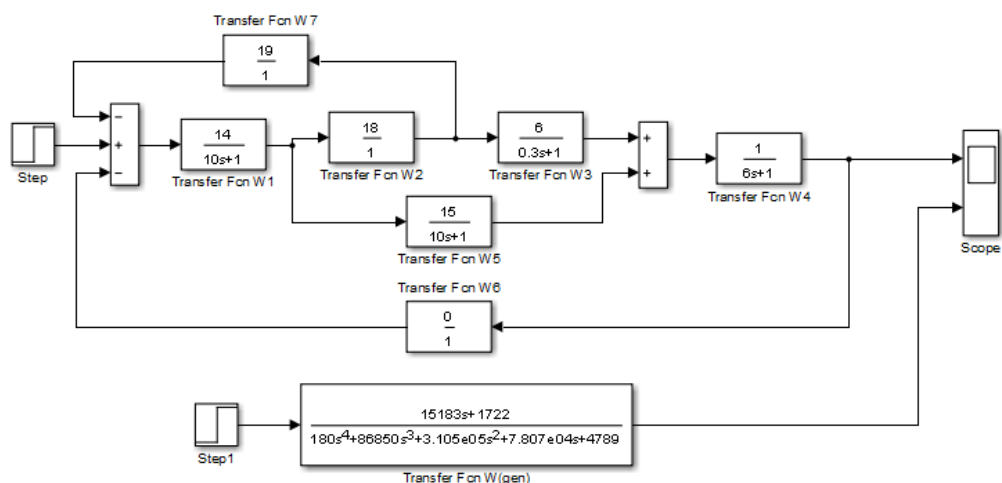 Transfer Fcn W7
19
1
Step
14
10s+1
Transfer Fcn W1
18
1
Transfer Fcn W2
6
0.3s+1
Transfer Fcn W3
1
6s+1
Transfer Fcn W4
Scope
15
10s+1
Transfer Fcn W5
Transfer Fcn W6
0
1
Step1
15183s+1722
180s⁴+86850s³+3.105e05s²+7.807e04s+4789
Transfer Fcn W(gen)